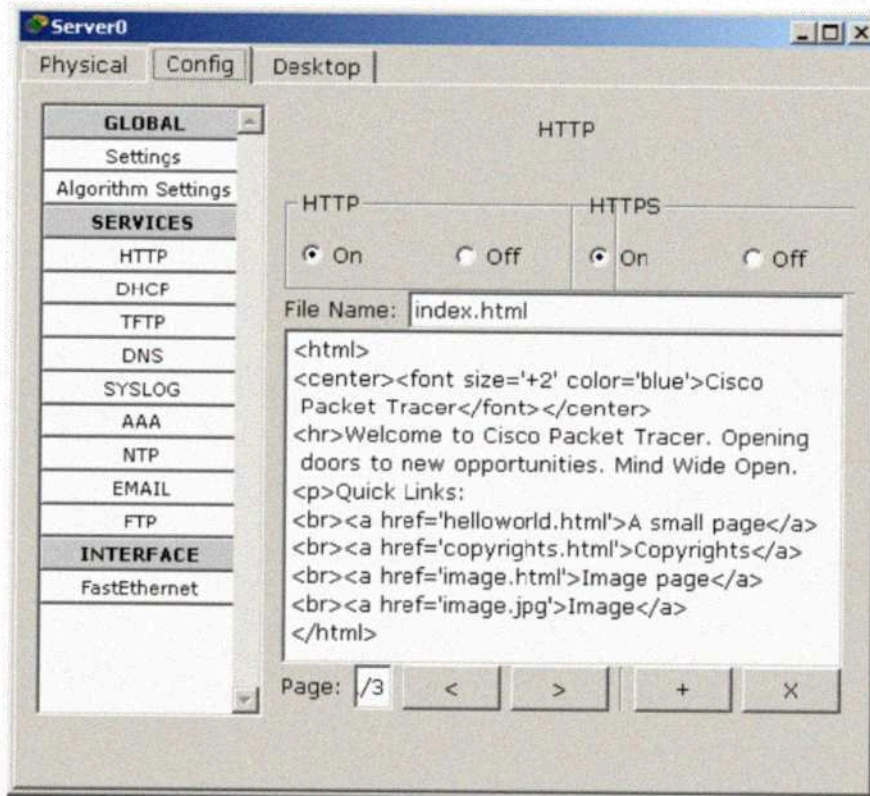 Server0
Physical
Config
Desktop
GLOBAL
Settings
Algorithm Settings
SERVICES
HTTP
DHCP
TFTP
DNS
SYSLOG
AAA
NTP
EMAIL
FTP
INTERFACE
FastEthernet
HTTP
HTTP
HTTPS
On
Off
On
Off
File Name:
index.html
<html>
<center><font size='+2' color='blue'>Cisco
Packet Tracer</font></center>
<hr>Welcome to Cisco Packet Tracer. Opening
doors to new opportunities. Mind Wide Open.
<p>Quick Links:
<br><a href='helloworld.html'>A small page</a>
<br><a href='copyrights.html'>Copyrights</a>
<br><a href='image.html'>Image page</a>
<br><a href='image.jpg'>Image</a>
</html>
Page:
/3
<
>
+
X